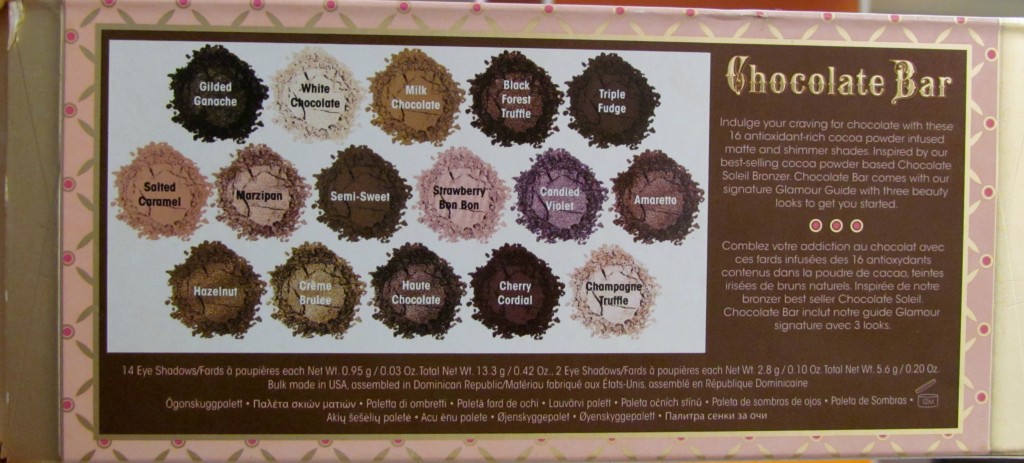 Gilded
Ganache
White
Chocolate
Milk
Chocolate
Black
Forest
Truffle
Triple
Fudge
Salted
Caramel
Marzipan
Semi-Sweet
Strawberry
Bon Bon
Candied
Violet
Amaretto
Hazelnut
Crème
Brulee
Haute
Chocolate
Cherry
Cordial
Champagne
Truffle
Chocolate Bar
Indulge your craving for chocolate with these
16 antioxidant-rich cocoa powder infused
matte and shimmer shades. Inspired by our
best-selling cocoa powder based Chocolate
Soleil Bronzer. Chocolate Bar comes with our
signature Glamour Guide with three beauty
looks to get you started.
Comblez votre addiction au chocolat avec
ces fards infusées des 16 antioxydants
contenus dans la poudre de cacao, teintes
irisées de bruns naturels. Inspirée de notre
bronzer best seller Chocolate Soleil.
Chocolate Bar inclut notre guide Glamour
signature avec 3 looks.
14 Eye Shadows/Fards à paupières each Net Wt. 0.95 g / 0.03 Oz. Total Net Wt. 13.3 g / 0.42 Oz., 2 Eye Shadows/Fards à paupières each Net Wt. 2.8 g / 0.10 Oz. Total Net Wt. 5.6 g / 0.20 Oz.
Bulk made in USA, assembled in Dominican Republic/Matériau fabriqué aux États-Unis, assemblé en République Dominicaine
Ögonskuggpalett • Παλέτα σκιών ματιών • Paletta di ombretti • Paletă fard de ochi • Lauvärvi palett • Paleta očních stínů • Paleta de sombras de ojos • Paleta de Sombras •
Akių šešėlių paletė • Acu ēnu palete • Øjenskyggepalet • Øyenskyggepalett • Палитра сенки за очи